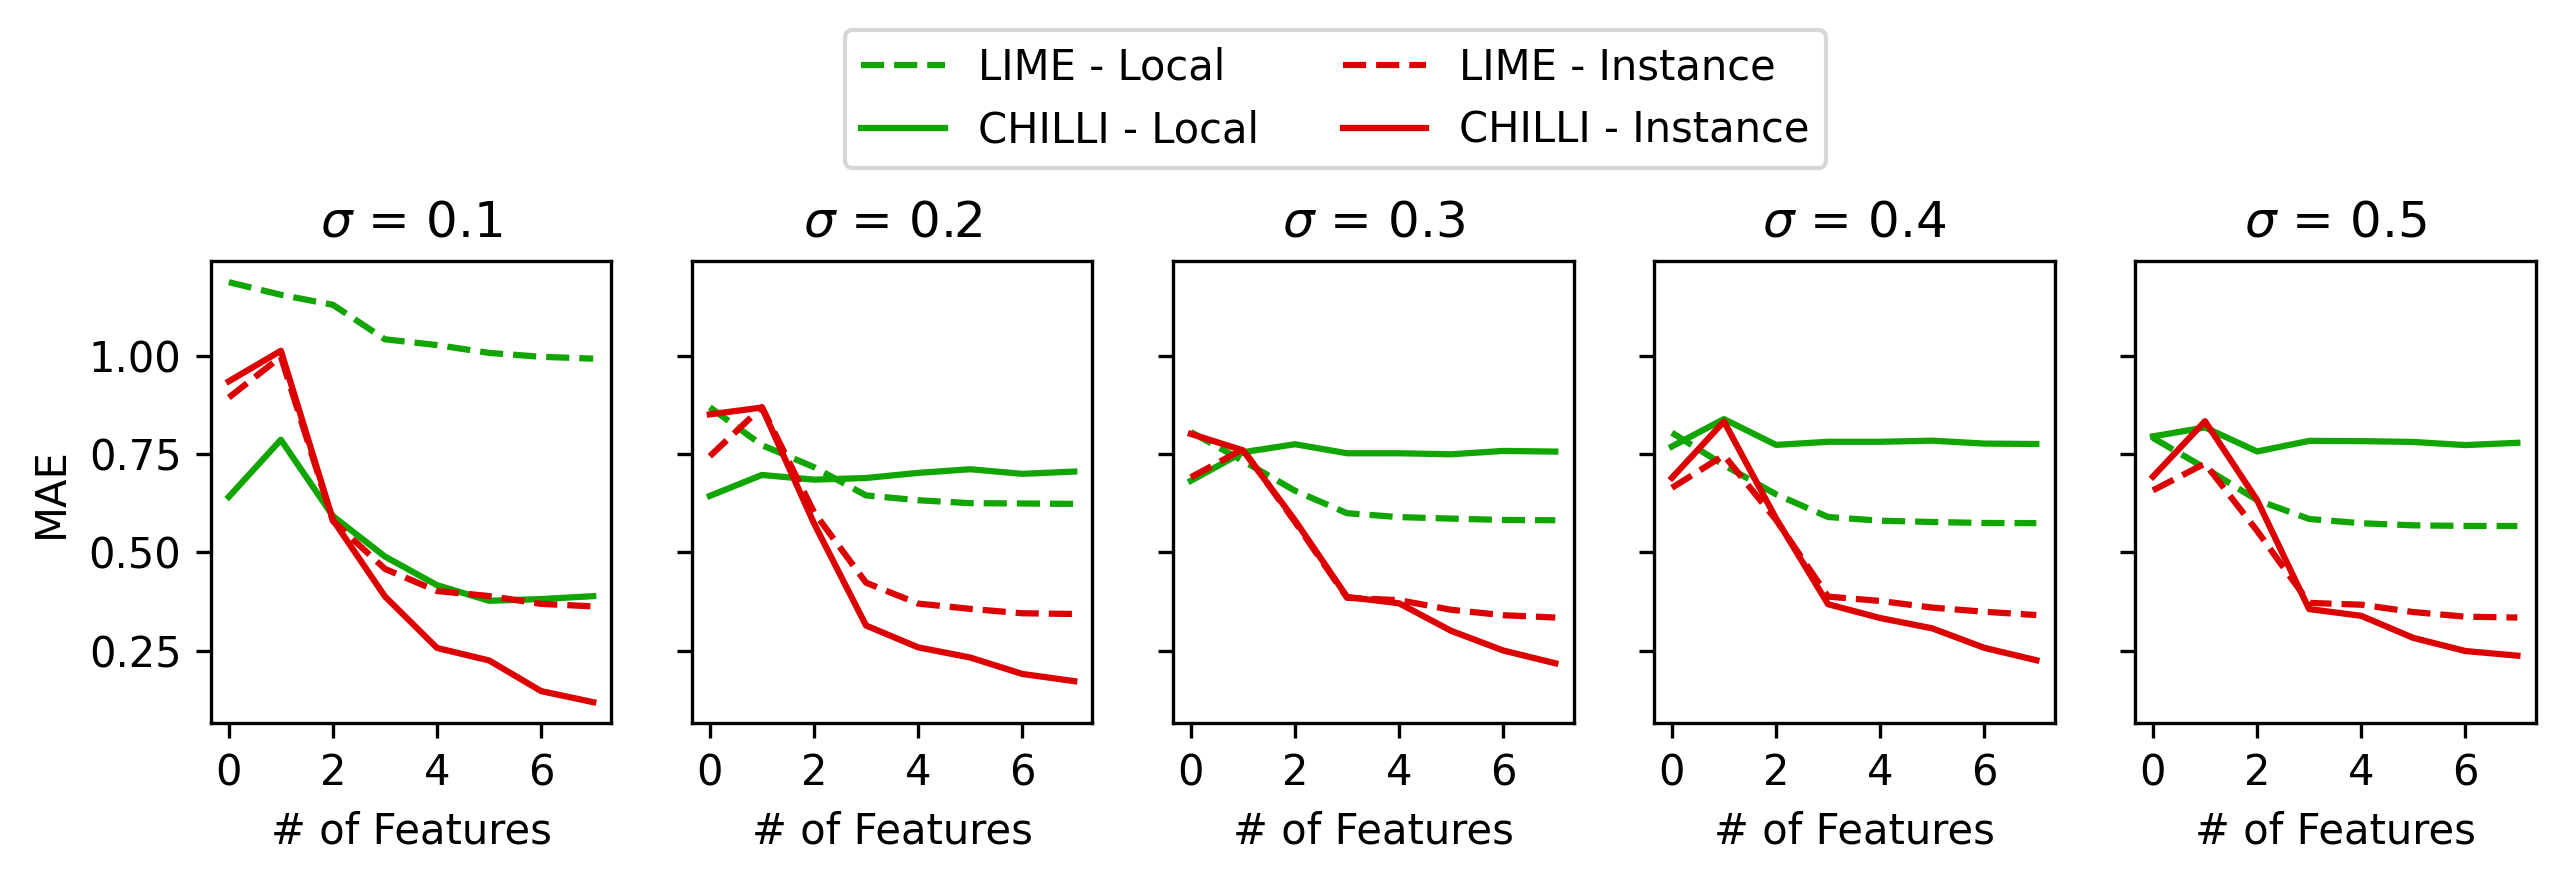 LIME - Local LIME - Instance
CHILLI - Local CHILLI - Instance
σ = 0.1 σ = 0.2 σ = 0.3 σ = 0.4 σ = 0.5
MAE
1.00
0.75
0.50
0.25
0 2 4 6 0 2 4 6 0 2 4 6 0 2 4 6 0 2 4 6
# of Features # of Features # of Features # of Features # of Features